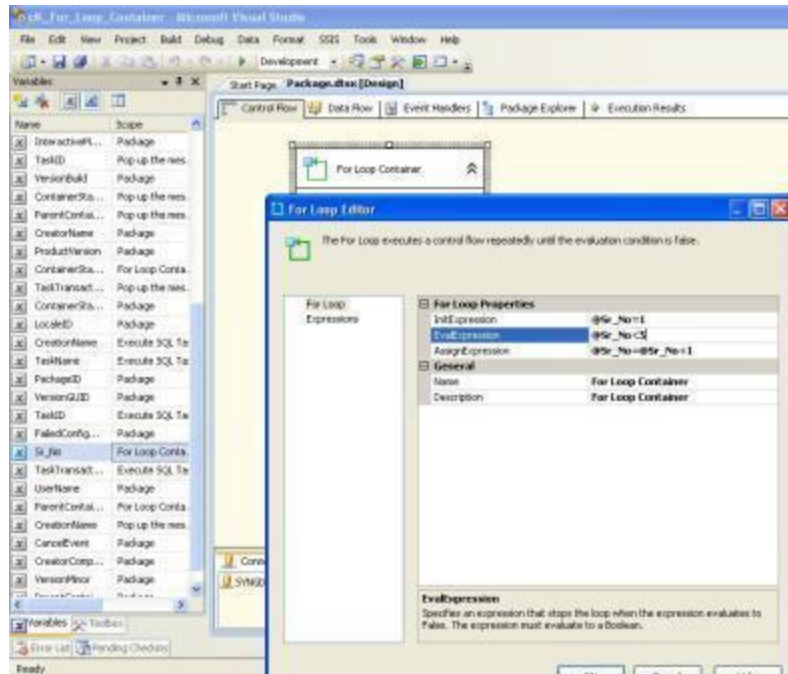 cK_For_Loop_Container - Microsoft Visual Studio
File Edit View Project Build Debug Data Format SSIS Tools Window Help
Development
Variables
Start Page Package.dtsx [Design]
Control Flow Data Flow Event Handlers Package Explorer Execution Results
Name Scope
InteractiveM... Package
TaskID Pop up the mes
VersionBuild Package
ContainerSta... Pop up the mes
ParentContai... Pop up the mes
CreatorName Package
ProductVersion Package
ContainerSta... For Loop Conta
TaskTransact... Pop up the mes
ContainerSta... Package
LocaleID Package
CreationName Execute SQL Ta
TaskName Execute SQL Ta
PackageID Package
VersionGUID Package
TaskID Execute SQL Ta
FailedConfig... Package
Sr_No For Loop Conta
TaskTransact... Execute SQL Ta
UserName Package
ParentContai... For Loop Conta
CreationName Pop up the mes
CancelEvent Package
CreatorComp... Package
VersionMinor Package
Variables Toolbox
Error List Pending Checkins
Ready
For Loop Container
For Loop Editor
The For Loop executes a control flow repeatedly until the evaluation condition is false.
For Loop
Expressions
For Loop Properties
InitExpression @Sr_No=1
EvalExpression @Sr_No<5
AssignExpression @Sr_No=@Sr_No+1
General
Name For Loop Container
Description For Loop Container
Conn
EvalExpression
Specifies an expression that stops the loop when the expression evaluates to
False. The expression must evaluate to a Boolean.